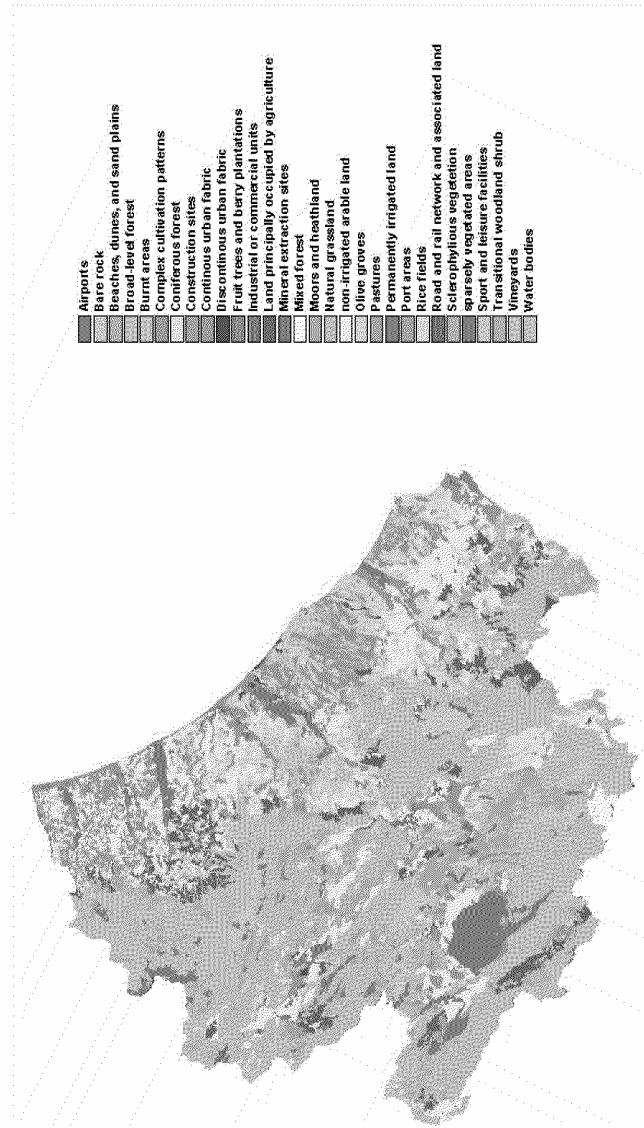 Airports
Bare rock
Beaches, dunes, and sand plains
Broad-level forest
Burnt areas
Complex cultivation patterns
Coniferous forest
Construction sites
Continous urban fabric
Discontinous urban fabric
Fruit trees and berry plantations
Industrial or commercial units
Land principally occupied by agriculture
Mineral extraction sites
Mixed forest
Moors and heathland
Natural grassland
non-irrigated arable land
Olive groves
Pastures
Permanently irrigated land
Port areas
Rice fields
Road and rail network and associated land
Sclerophylious vegetetion
sparsely vegetated areas
Sport and leisure facilities
Transitional woodland shrub
Vineyards
Water bodies